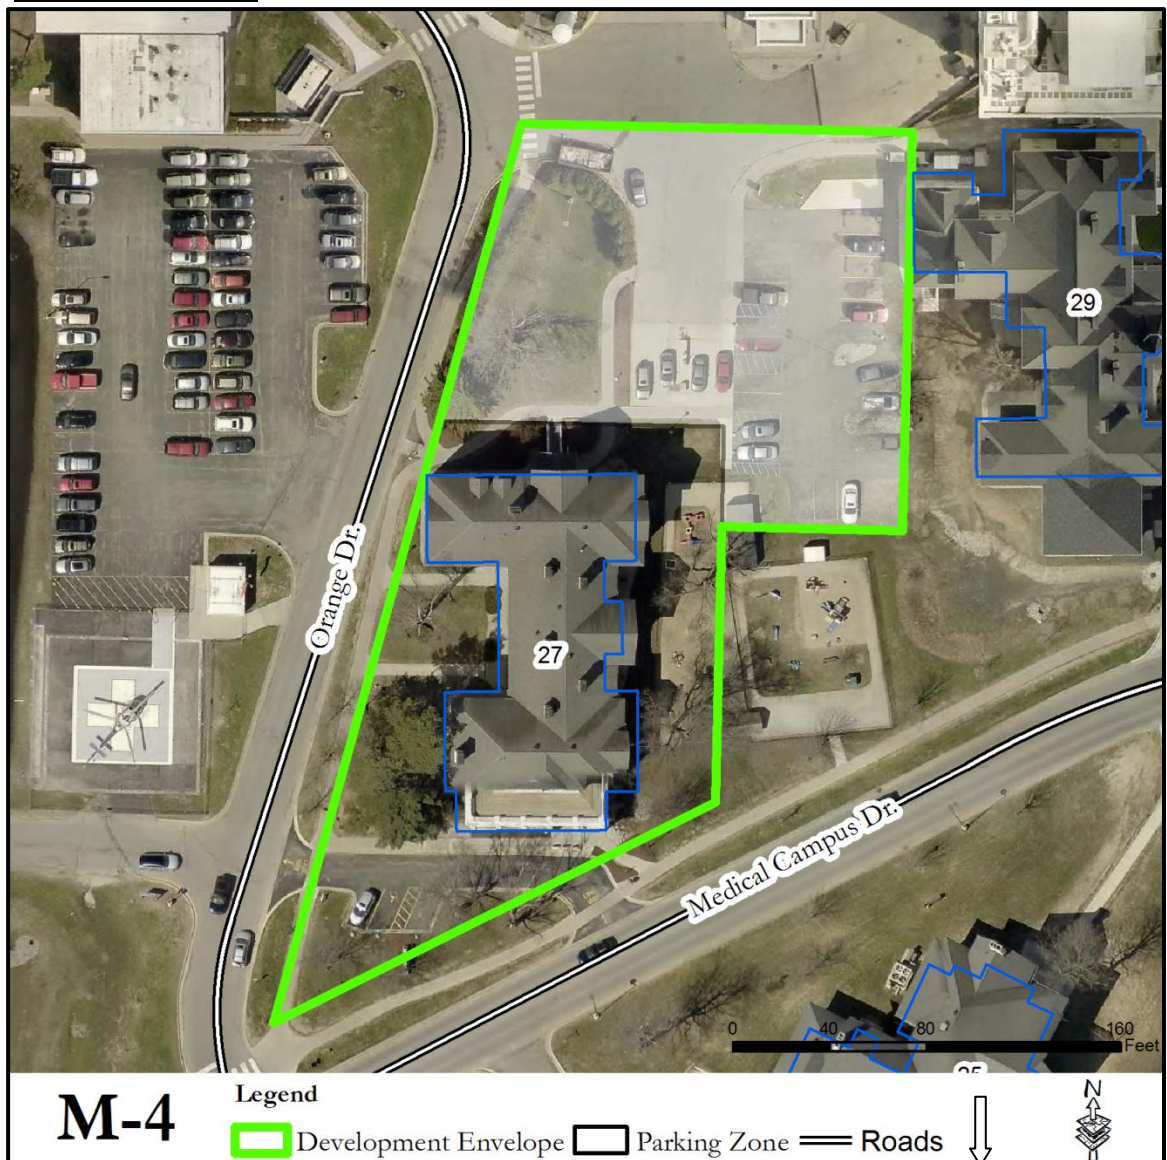 29
Orange Dr.
27
Medical Campus Dr.
0 40 80 160
Feet
M-4
Legend
Development Envelope
Parking Zone
Roads
N